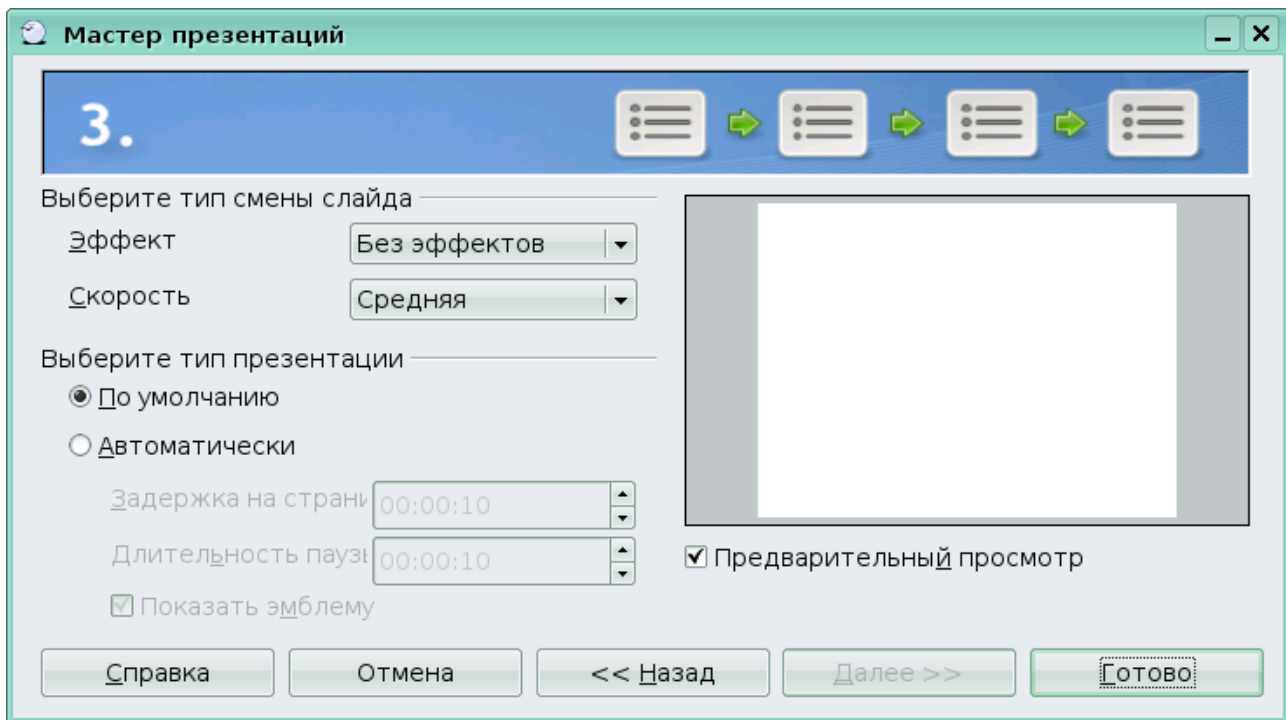 Мастер презентаций
3.
Выберите тип смены слайда
Эффект Без эффектов
Скорость Средняя
Выберите тип презентации
По умолчанию
Автоматически
Задержка на страни 00:00:10
Длительность паузы 00:00:10
Показать эмблему
Предварительный просмотр
Справка Отмена << Назад Далее >> Готово